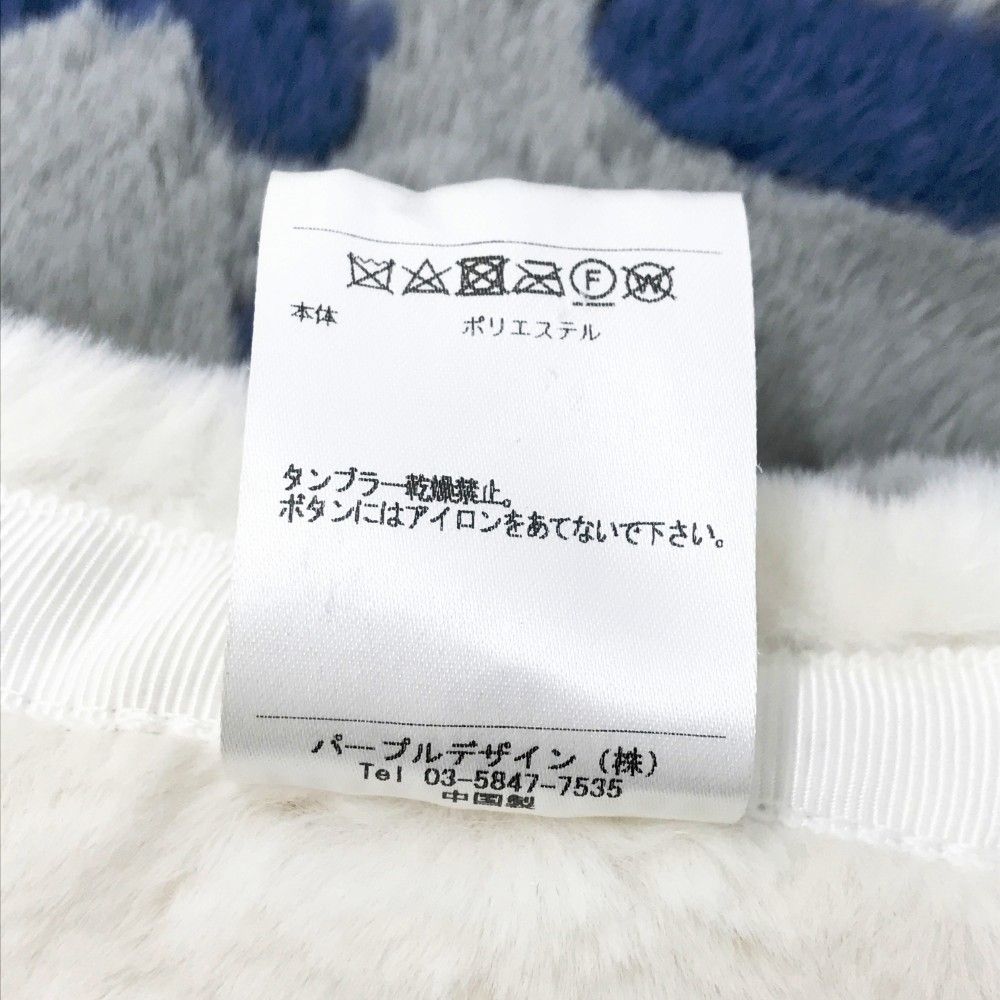 F W
本体 ポリエステル
タンブラー乾燥禁止。
ボタンにはアイロンをあてないで下さい。
パープルデザイン(株)
Tel 03-5847-7535
中国製